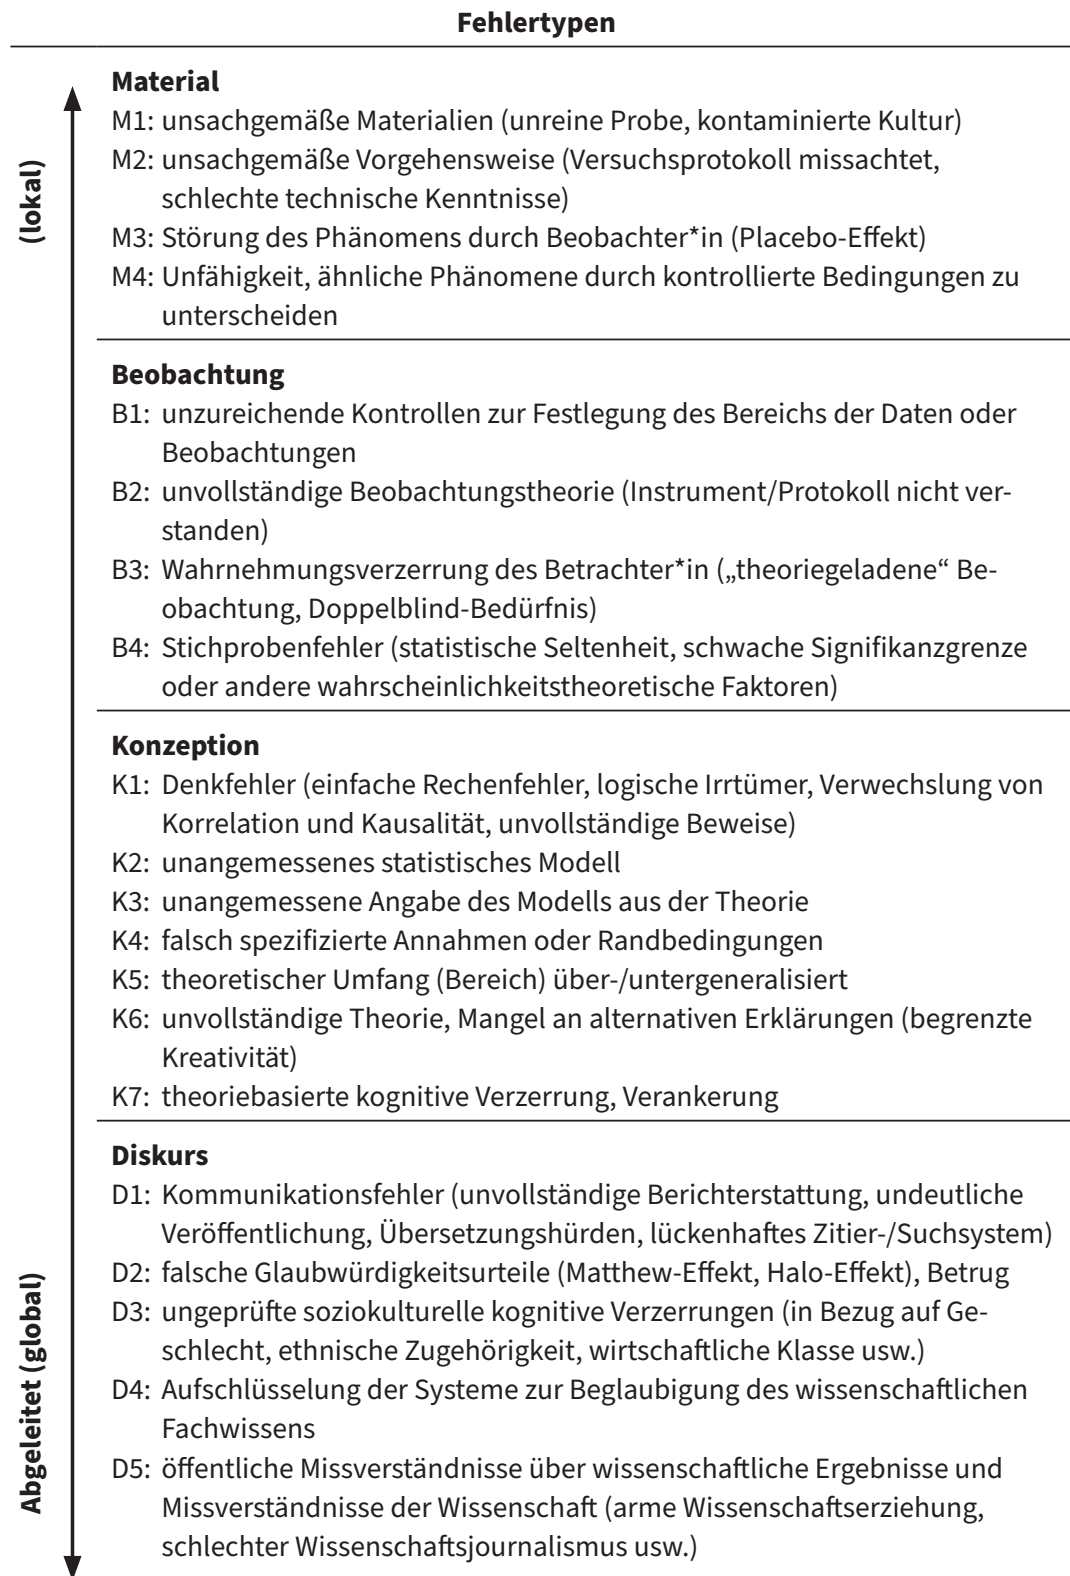 Fehlertypen
(lokal)
Material
M1: unsachgemäße Materialien (unreine Probe, kontaminierte Kultur)
M2: unsachgemäße Vorgehensweise (Versuchsprotokoll missachtet,
schlechte technische Kenntnisse)
M3: Störung des Phänomens durch Beobachter*in (Placebo-Effekt)
M4: Unfähigkeit, ähnliche Phänomene durch kontrollierte Bedingungen zu
unterscheiden
Beobachtung
B1: unzureichende Kontrollen zur Festlegung des Bereichs der Daten oder
Beobachtungen
B2: unvollständige Beobachtungstheorie (Instrument/Protokoll nicht ver-
standen)
B3: Wahrnehmungsverzerrung des Betrachter*in („theoriegeladene“ Be-
obachtung, Doppelblind-Bedürfnis)
B4: Stichprobenfehler (statistische Seltenheit, schwache Signifikanzgrenze
oder andere wahrscheinlichkeitstheoretische Faktoren)
Konzeption
K1: Denkfehler (einfache Rechenfehler, logische Irrtümer, Verwechslung von
Korrelation und Kausalität, unvollständige Beweise)
K2: unangemessenes statistisches Modell
K3: unangemessene Angabe des Modells aus der Theorie
K4: falsch spezifizierte Annahmen oder Randbedingungen
K5: theoretischer Umfang (Bereich) über-/untergeneralisiert
K6: unvollständige Theorie, Mangel an alternativen Erklärungen (begrenzte
Kreativität)
K7: theoriebasierte kognitive Verzerrung, Verankerung
Abgeleitet (global)
Diskurs
D1: Kommunikationsfehler (unvollständige Berichterstattung, undeutliche
Veröffentlichung, Übersetzungshürden, lückenhaftes Zitier-/Suchsystem)
D2: falsche Glaubwürdigkeitsurteile (Matthew-Effekt, Halo-Effekt), Betrug
D3: ungeprüfte soziokulturelle kognitive Verzerrungen (in Bezug auf Ge-
schlecht, ethnische Zugehörigkeit, wirtschaftliche Klasse usw.)
D4: Aufschlüsselung der Systeme zur Beglaubigung des wissenschaftlichen
Fachwissens
D5: öffentliche Missverständnisse über wissenschaftliche Ergebnisse und
Missverständnisse der Wissenschaft (arme Wissenschaftserziehung,
schlechter Wissenschaftsjournalismus usw.)